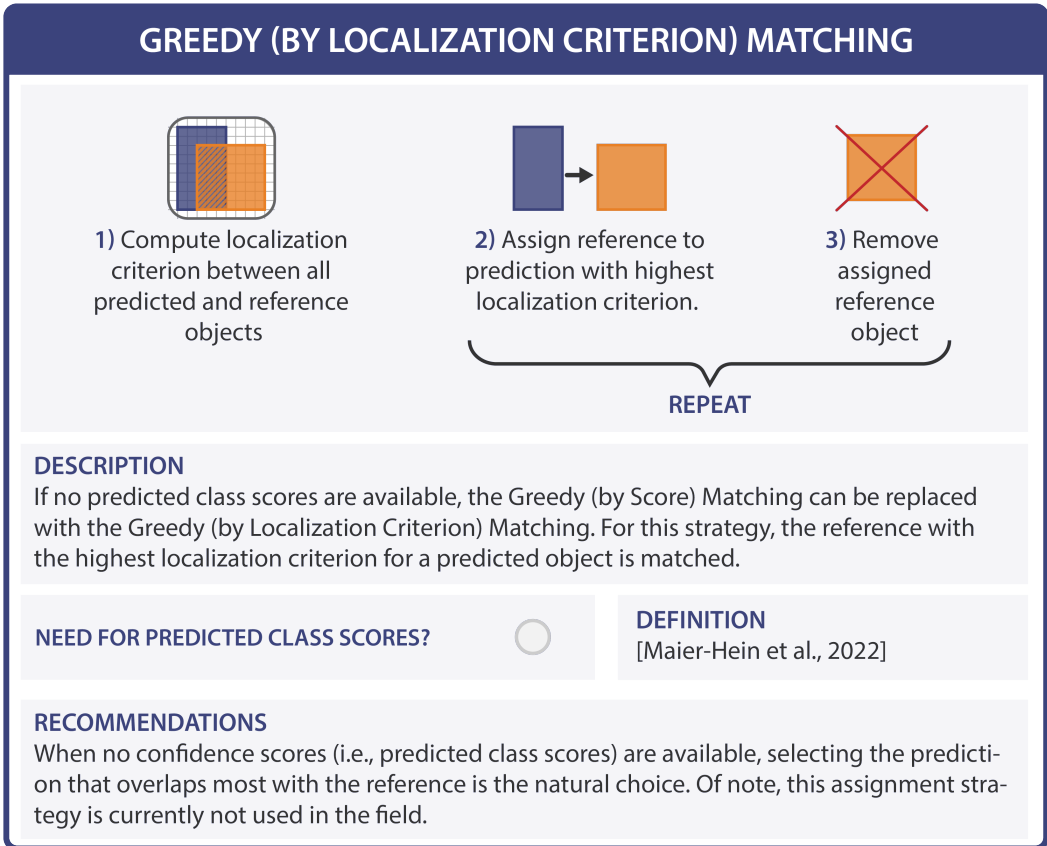 GREEDY (BY LOCALIZATION CRITERION) MATCHING
1) Compute localization
criterion between all
predicted and reference
objects
2) Assign reference to
prediction with highest
localization criterion.
3) Remove
assigned
reference
object
REPEAT
DESCRIPTION
If no predicted class scores are available, the Greedy (by Score) Matching can be replaced
with the Greedy (by Localization Criterion) Matching. For this strategy, the reference with
the highest localization criterion for a predicted object is matched.
NEED FOR PREDICTED CLASS SCORES?
DEFINITION
[Maier-Hein et al., 2022]
RECOMMENDATIONS
When no confidence scores (i.e., predicted class scores) are available, selecting the predicti-
on that overlaps most with the reference is the natural choice. Of note, this assignment stra-
tegy is currently not used in the field.